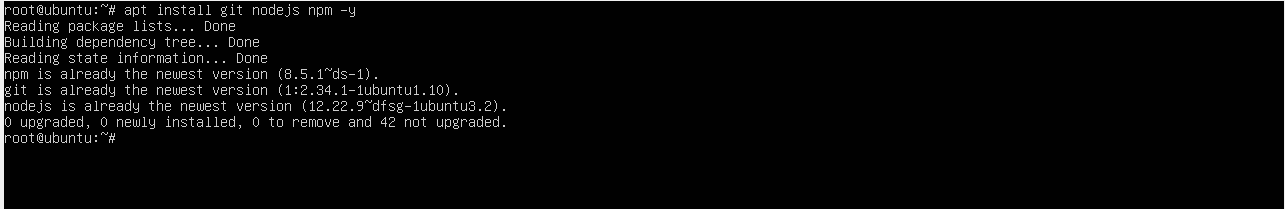 root@ubuntu:~# apt install git nodejs npm -y
Reading package lists... Done
Building dependency tree... Done
Reading state information... Done
npm is already the newest version (8.5.1~ds-1).
git is already the newest version (1:2.34.1-1ubuntu1.10).
nodejs is already the newest version (12.22.9~dfsg-1ubuntu3.2).
0 upgraded, 0 newly installed, 0 to remove and 42 not upgraded.
root@ubuntu:~#